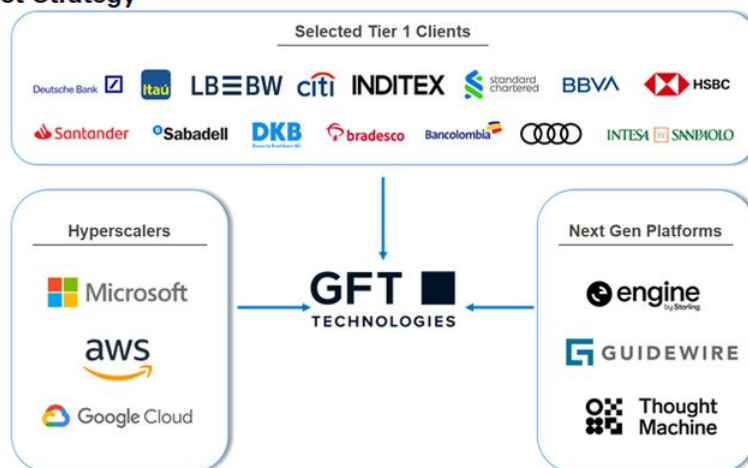 Strategy
Selected Tier 1 Clients
Deutsche Bank Itaú LBBW citi INDITEX standard chartered BBVA HSBC
Santander Sabadell DKB bradesco Bancolombia INTESA SANPAOLO
Hyperscalers
Microsoft
aws
Google Cloud
GFT
TECHNOLOGIES
Next Gen Platforms
engine
by Starling
GUIDEWIRE
Thought
Machine